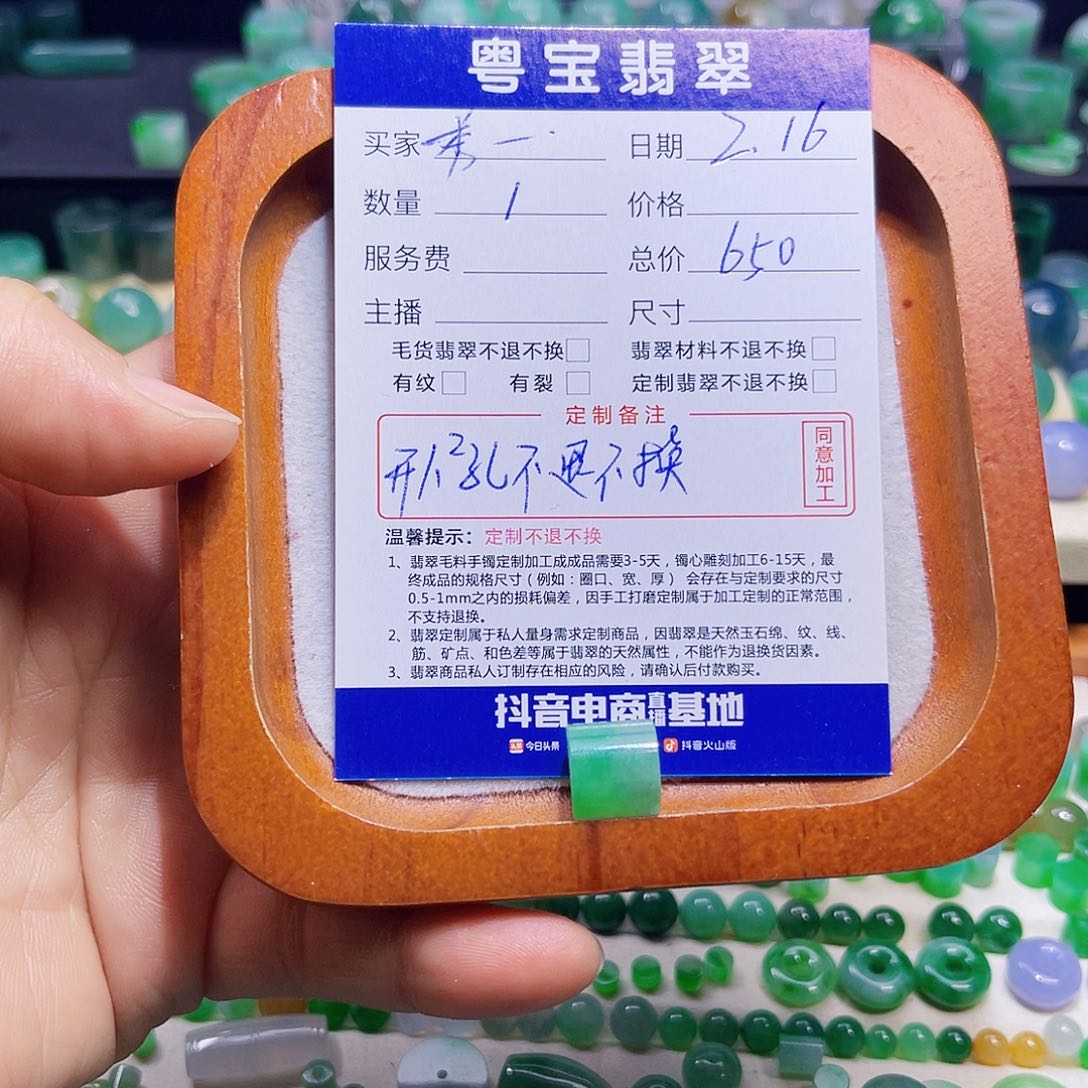 粤宝翡翠
买家 一. 日期 2.16
数量 1 价格
服务费 总价 650
主播 尺寸
毛货翡翠不退不换 翡翠材料不退不换
有纹 有裂 定制翡翠不退不换
定制备注
开1.2孔不退不换
同意加工
温馨提示：定制不退不换
1、翡翠毛料手镯定制加工成成品需要3-5天，镯心雕刻加工6-15天，最
终成品的规格尺寸（例如：圈口、宽、厚） 会存在与定制要求的尺寸
0.5-1mm之内的损耗偏差，因手工打磨定制属于加工定制的正常范围，
不支持退换。
2、翡翠定制属于私人量身需求定制商品，因翡翠是天然玉石绵、纹、线、
筋、矿点、和色差等属于翡翠的天然属性，不能作为退换货因素。
3、翡翠商品私人订制存在相应的风险，请确认后付款购买。
抖音电商直播基地
头条 今日头条 抖音火山版